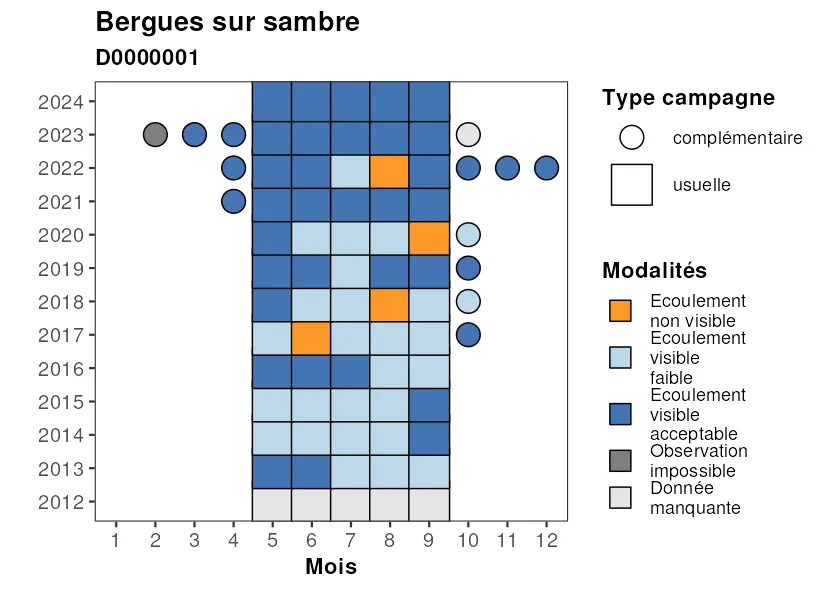 Bergues sur sambre
D0000001
2024
2023
2022
2021
2020
2019
2018
2017
2016
2015
2014
2013
2012
1 2 3 4 5 6 7 8 9 10 11 12
Mois
Type campagne
complémentaire
usuelle
Modalités
Ecoulement
non visible
Ecoulement
visible
faible
Ecoulement
visible
acceptable
Observation
impossible
Donnée
manquante